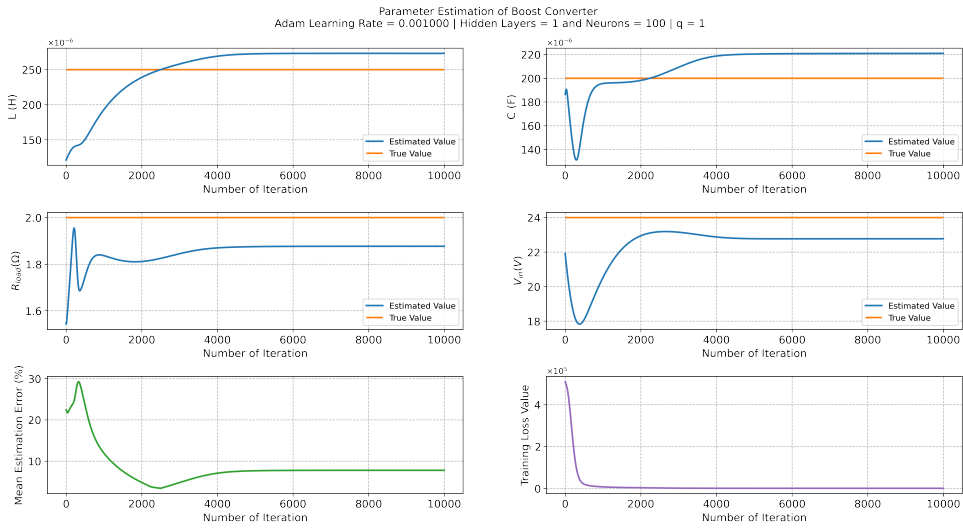 Parameter Estimation of Boost Converter
Adam Learning Rate = 0.001000 | Hidden Layers = 1 and Neurons = 100 | q = 1
×10⁻⁶
250
200
150
L (H)
Estimated Value
True Value
0 2000 4000 6000 8000 10000
Number of Iteration
×10⁻⁶
220
200
180
160
140
C (F)
Estimated Value
True Value
0 2000 4000 6000 8000 10000
Number of Iteration
2.0
1.8
1.6
R_load(Ω)
Estimated Value
True Value
0 2000 4000 6000 8000 10000
Number of Iteration
24
22
20
18
V_in(V)
Estimated Value
True Value
0 2000 4000 6000 8000 10000
Number of Iteration
30
20
10
Mean Estimation Error (%)
0 2000 4000 6000 8000 10000
Number of Iteration
×10⁵
4
2
0
Training Loss Value
0 2000 4000 6000 8000 10000
Number of Iteration